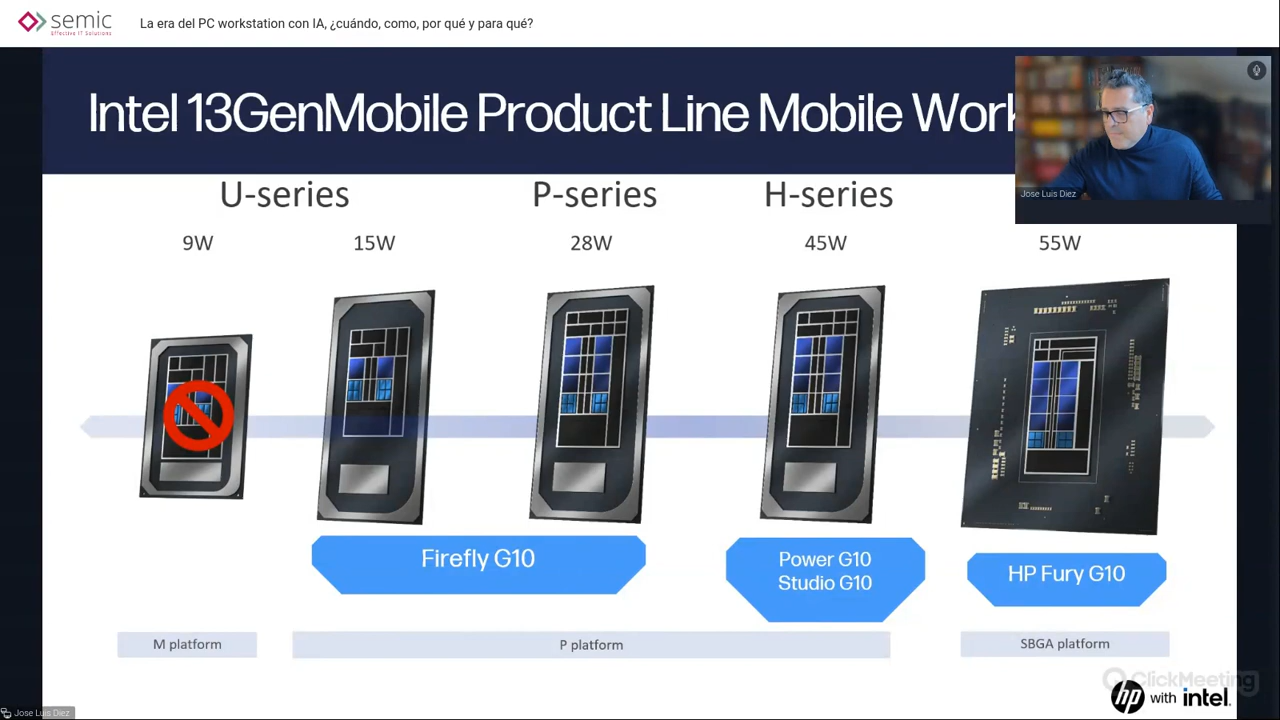 semic
Effective IT Solutions
La era del PC workstation con IA, ¿cuándo, como, por qué y para qué?
Intel 13GenMobile Product Line Mobile Work
Jose Luis Diez
U-series
P-series
H-series
9W
15W
28W
45W
55W
Firefly G10
Power G10
Studio G10
HP Fury G10
M platform
P platform
SBGA platform
ClickMeeting
hp with intel.
Jose Luis Diez